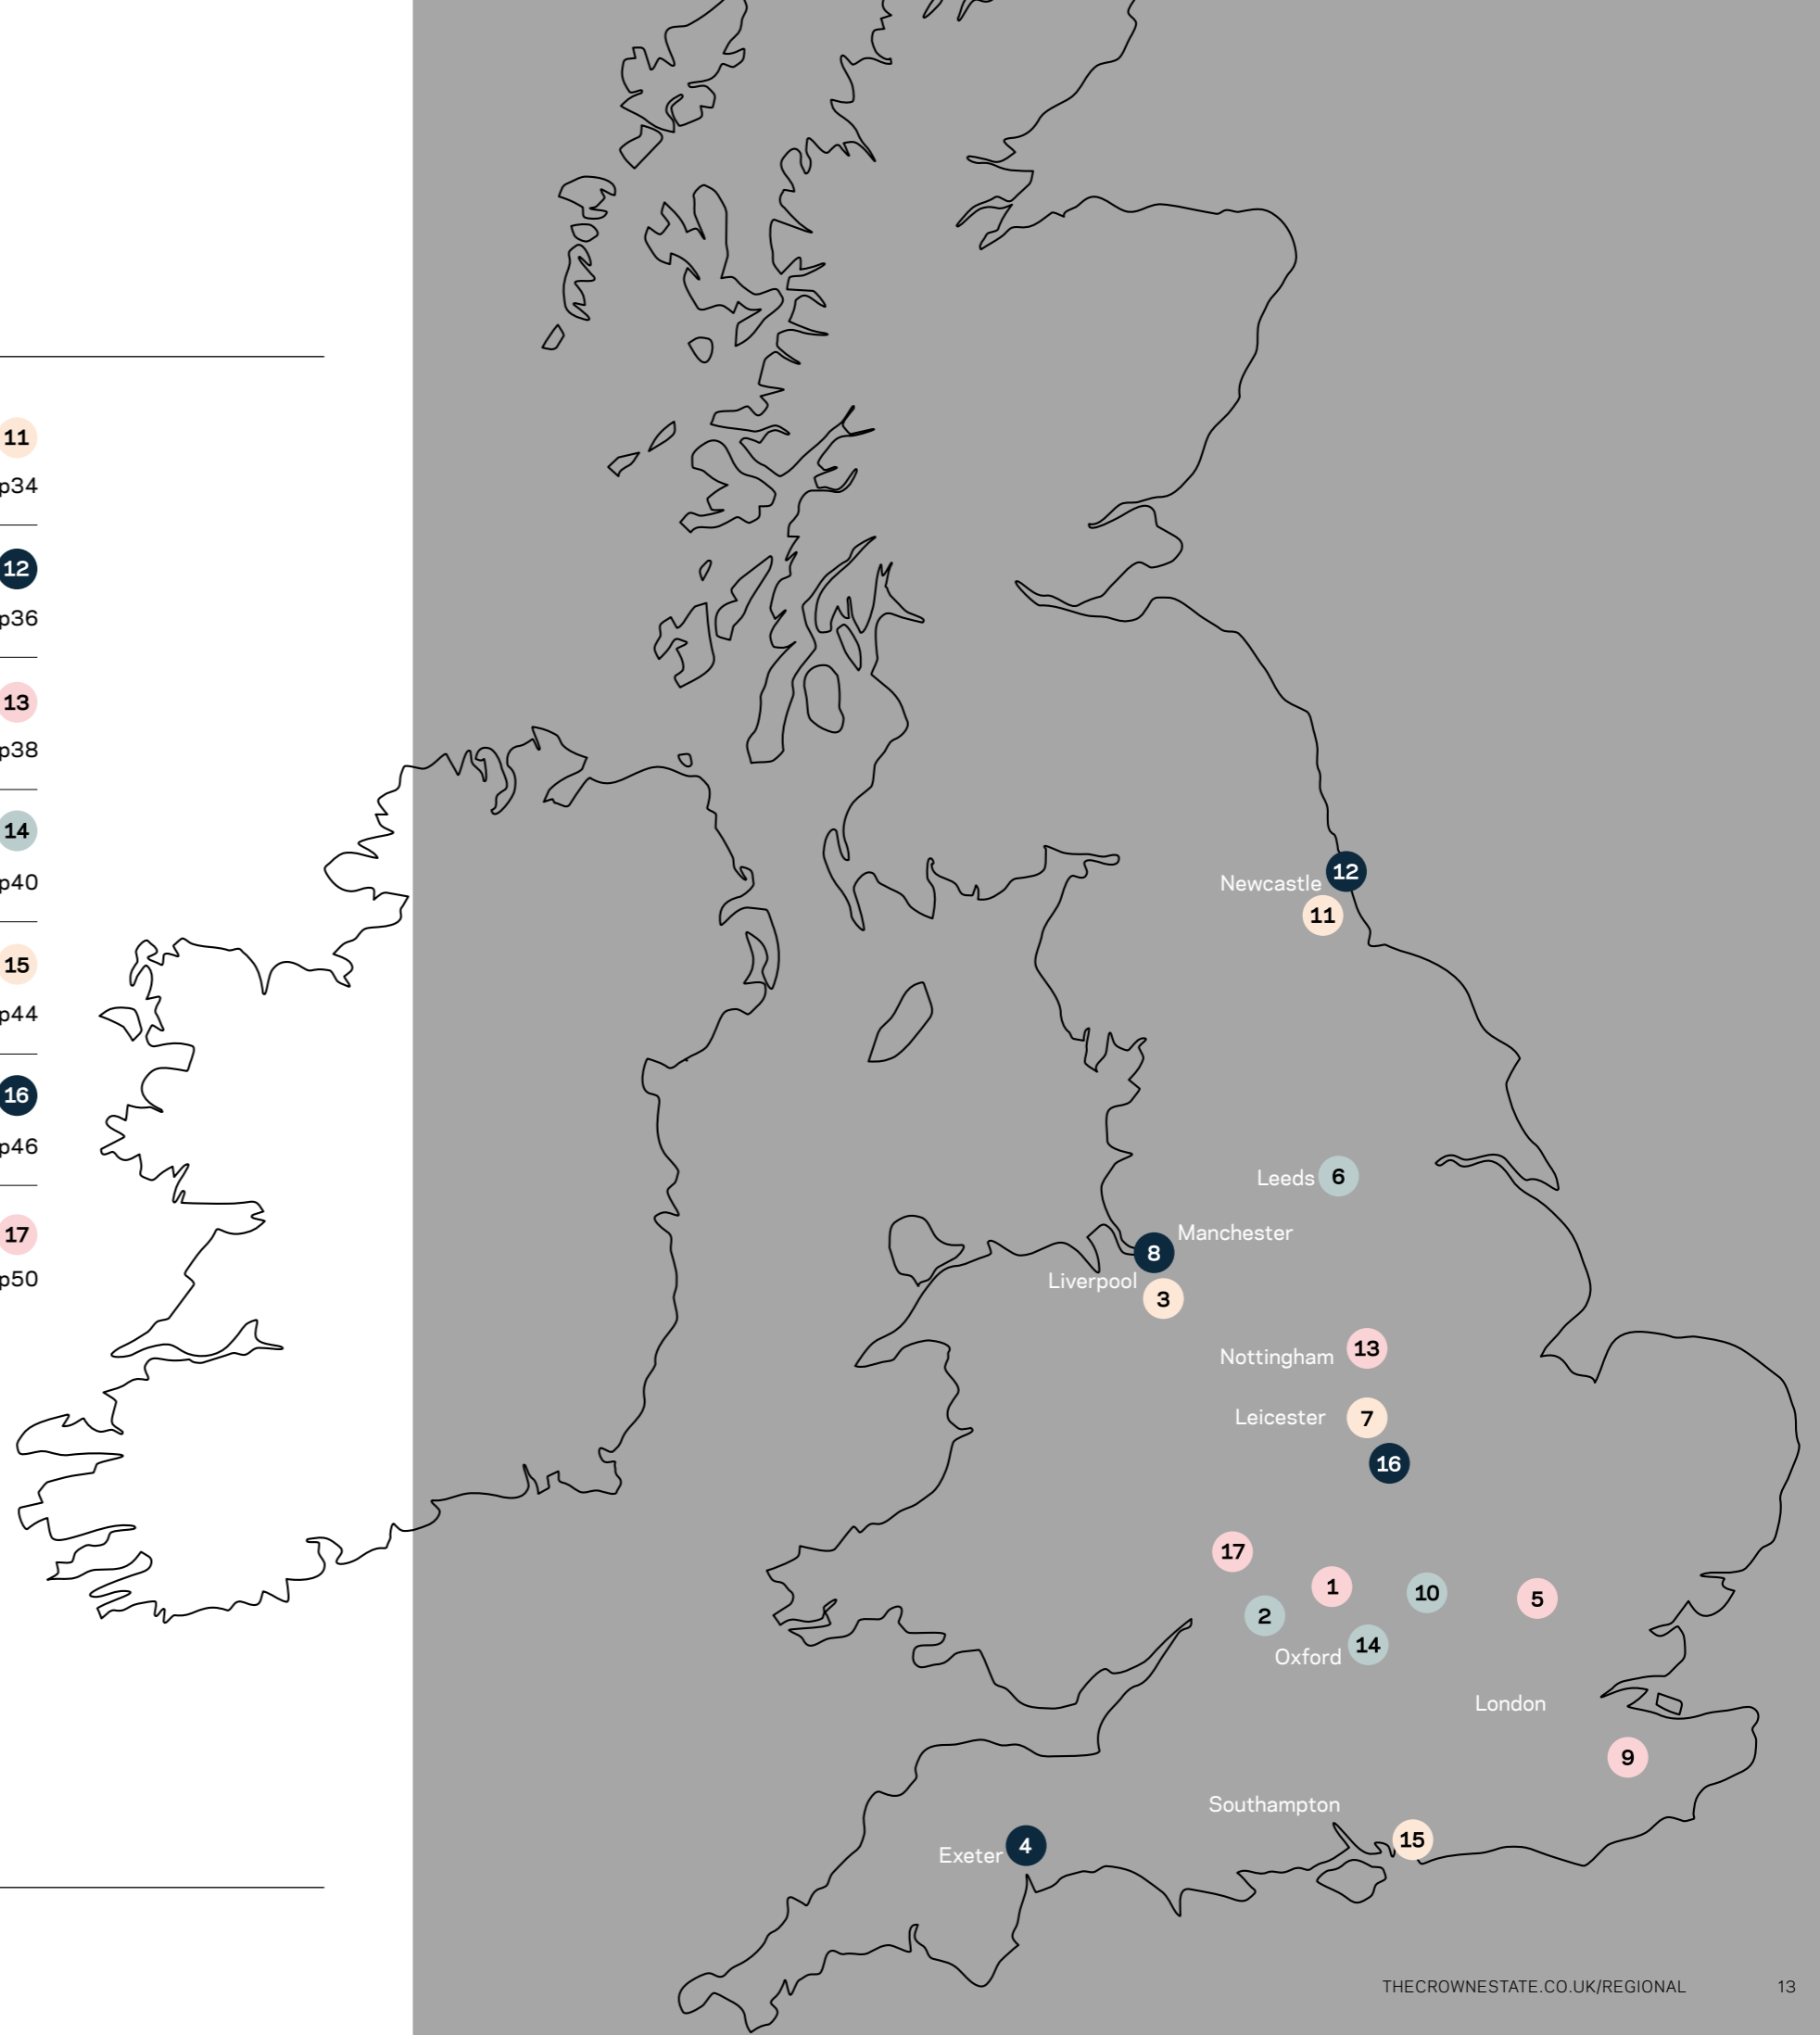 11
p34
12
p36
13
p38
14
p40
15
p44
16
p46
17
p50
12
Newcastle
11
Leeds 6
Manchester
8
Liverpool
3
Nottingham 13
Leicester 7
16
17
1
10
5
2
Oxford 14
London
9
Southampton
15
Exeter 4
THECROWNESTATE.CO.UK/REGIONAL 13